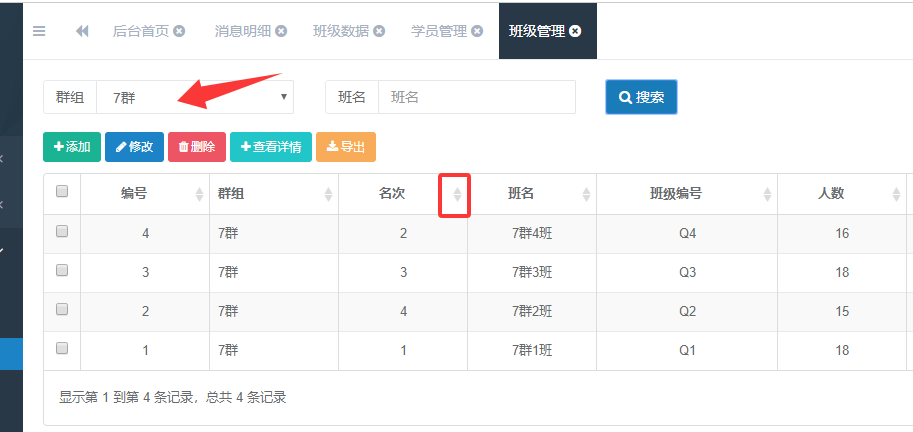 后台首页 消息明细 班级数据 学员管理 班级管理
群组 7群 班名 班名 搜索
添加 修改 删除 查看详情 导出
编号 群组 名次 班名 班级编号 人数
4 7群 2 7群4班 Q4 16
3 7群 3 7群3班 Q3 18
2 7群 4 7群2班 Q2 15
1 7群 1 7群1班 Q1 18
显示第 1 到第 4 条记录，总共 4 条记录